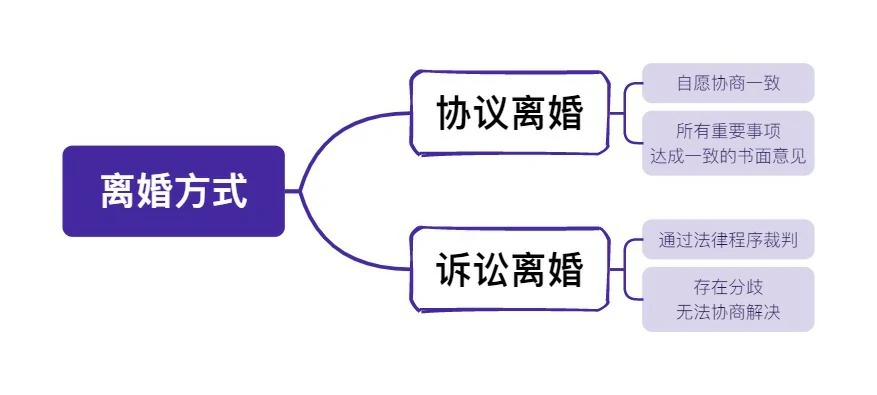 离婚方式
协议离婚
自愿协商一致
所有重要事项
达成一致的书面意见
诉讼离婚
通过法律程序裁判
存在分歧
无法协商解决